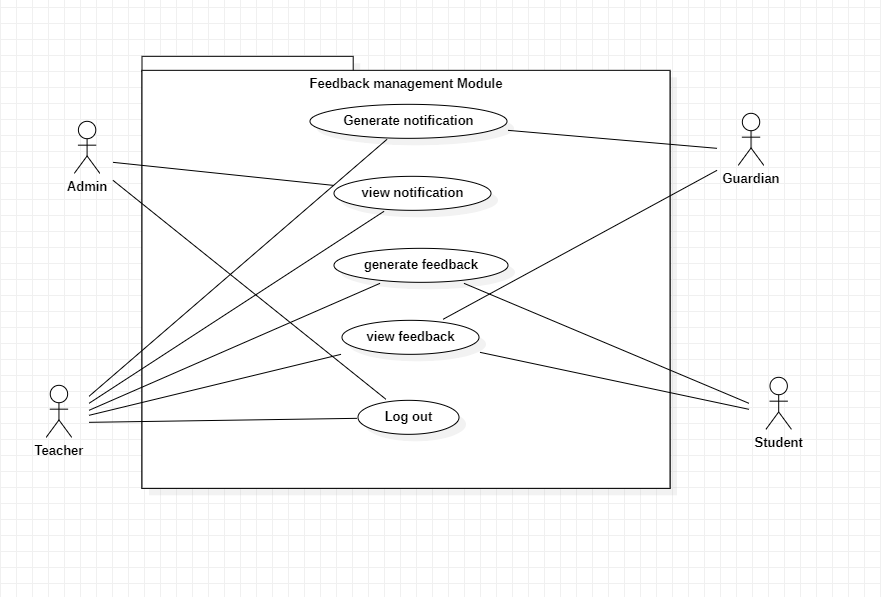 Feedback management Module
Generate notification
Admin
Guardian
view notification
generate feedback
view feedback
Log out
Teacher
Student